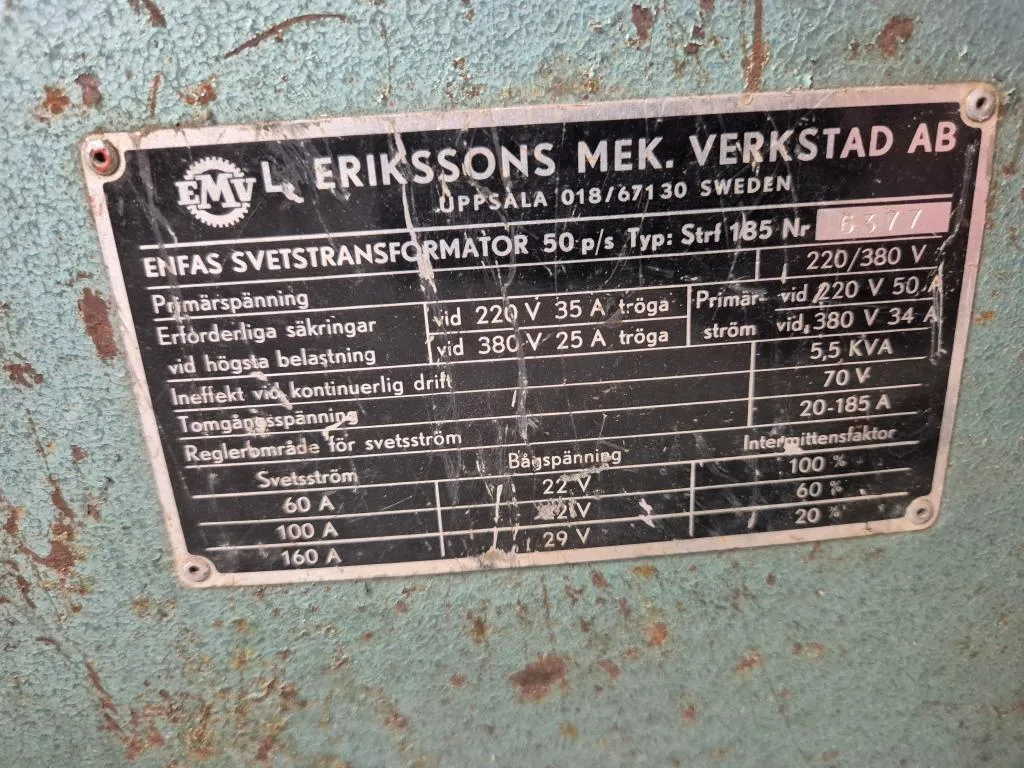 EMV L. ERIKSSONS MEK. VERKSTAD AB
UPPSALA 018/67130 SWEDEN
ENFAS SVETSTRANSFORMATOR 50 p/s Typ: Strf 185 Nr 6377
Primärspänning 220/380 V
Erforderliga säkringar vid 220 V 35 A tröga Primär- vid 220 V 50 A
vid högsta belastning vid 380 V 25 A tröga ström vid 380 V 34 A
Ineffekt vid kontinuerlig drift 5,5 KVA
Tomgångsspänning 70 V
Reglerområde för svetsström 20-185 A
Svetsström Bågspänning Intermittensfaktor
60 A 22 V 100 %
100 A V 60 %
160 A 29 V 20 %